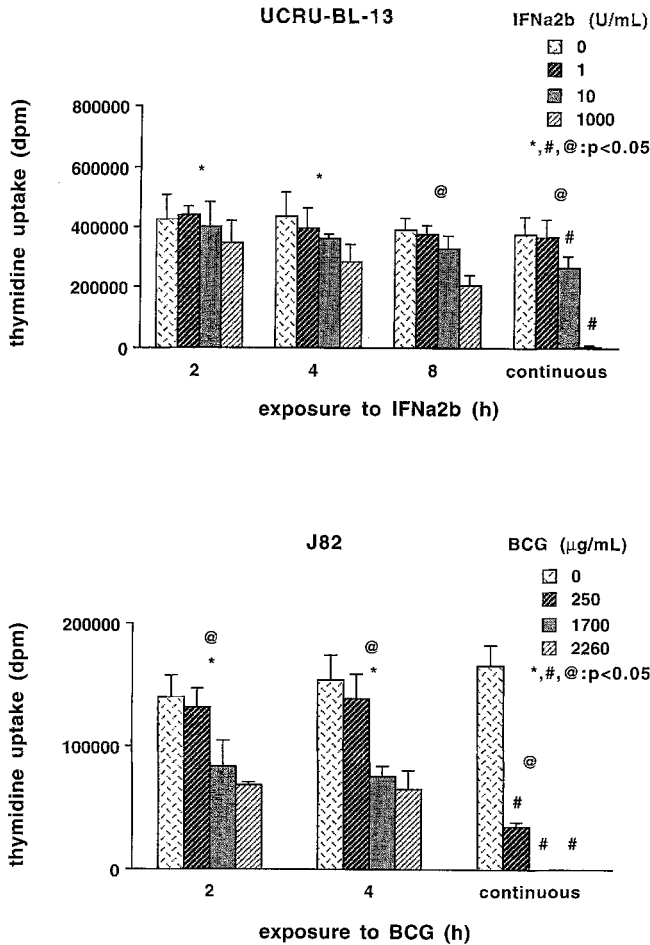 UCRU-BL-13
IFNa2b (U/mL)
0
1
10
1000
*,#,@:p<0.05
thymidine uptake (dpm)
800000
600000
400000
200000
0
* * @ @
#
#
2 4 8 continuous
exposure to IFNa2b (h)
J82
BCG (µg/mL)
0
250
1700
2260
*,#,@:p<0.05
thymidine uptake (dpm)
200000
100000
0
@ @
* *
@
#
# #
2 4 continuous
exposure to BCG (h)